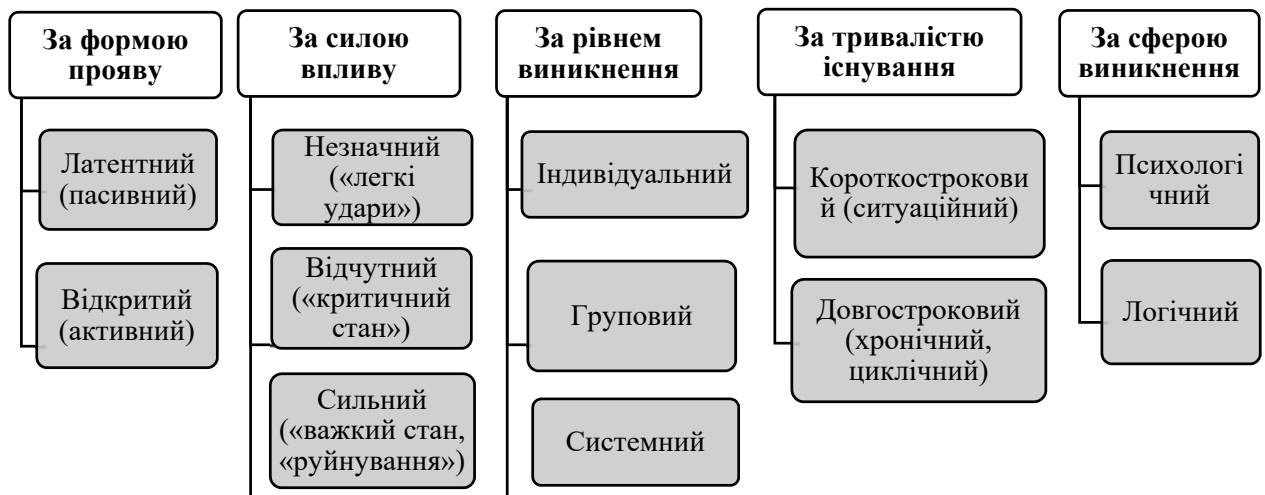 За формою
прояву
Латентний
(пасивний)
Відкритий
(активний)
За силою
впливу
Незначний
(«легкі
удари»)
Відчутний
(«критичний
стан»)
Сильний
(«важкий стан,
«руйнування»)
За рівнем
виникнення
Індивідуальний
Груповий
Системний
За тривалістю
існування
Короткострокови
й (ситуаційний)
Довгостроковий
(хронічний,
циклічний)
За сферою
виникнення
Психологі
чний
Логічний